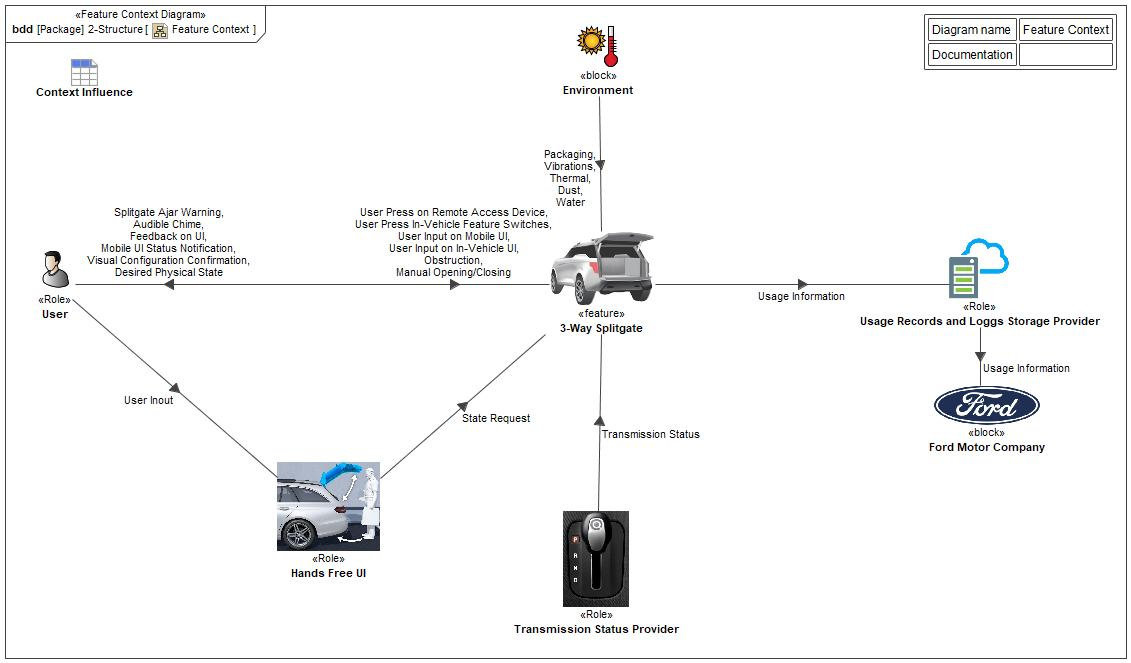 «Feature Context Diagram»
bdd [Package] 2-Structure [ Feature Context ]
Diagram name Feature Context
Documentation
Context Influence
«block»
Environment
Packaging,
Vibrations,
Thermal,
Dust,
Water
Splitgate Ajar Warning,
Audible Chime,
Feedback on UI,
Mobile UI Status Notification,
Visual Configuration Confirmation,
Desired Physical State
User Press on Remote Access Device,
User Press In-Vehicle Feature Switches,
User Input on Mobile UI,
User Input on In-Vehicle UI,
Obstruction,
Manual Opening/Closing
«Role»
User
«feature»
3-Way Splitgate
Usage Information
«Role»
Usage Records and Loggs Storage Provider
Usage Information
Ford
«block»
Ford Motor Company
User Inout
State Request
Transmission Status
«Role»
Hands Free UI
P
R
N
D
«Role»
Transmission Status Provider